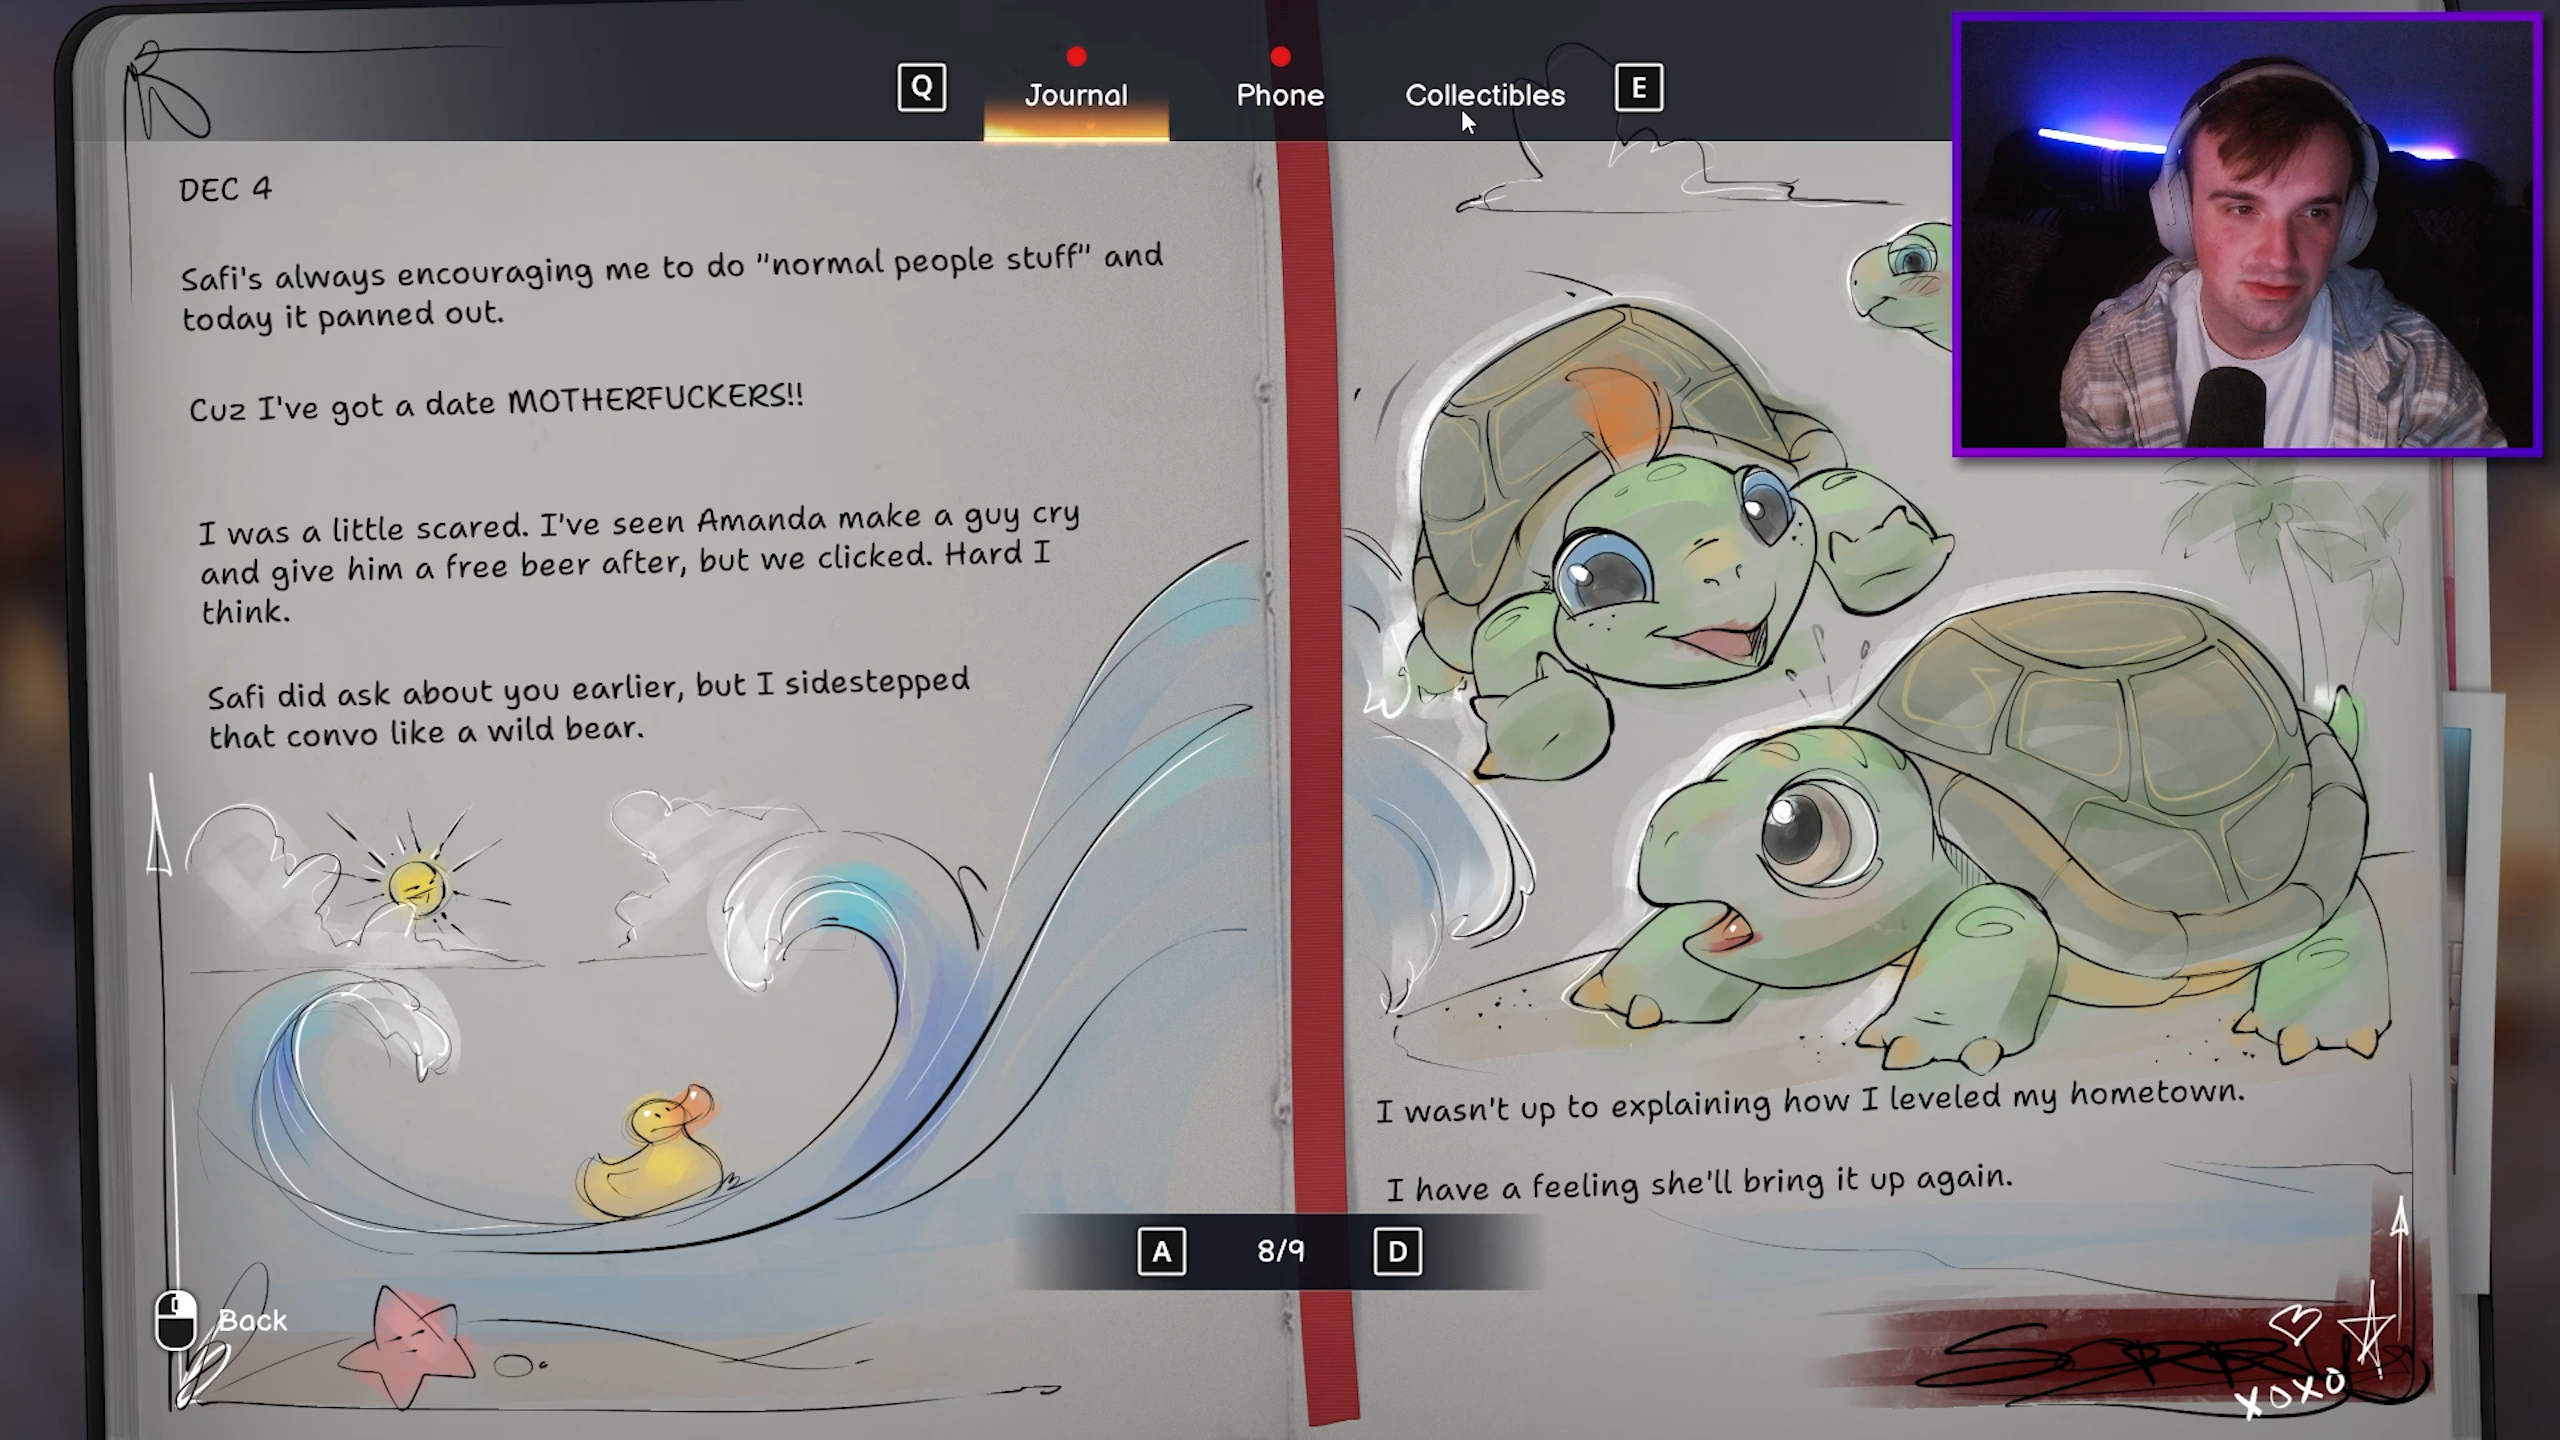 Q
Journal
Phone
Collectibles
E
DEC 4
Safi's always encouraging me to do "normal people stuff" and
today it panned out.
Cuz I've got a date MOTHERFUCKERS!!
I was a little scared. I've seen Amanda make a guy cry
and give him a free beer after, but we clicked. Hard I
think.
Safi did ask about you earlier, but I sidestepped
that convo like a wild bear.
I wasn't up to explaining how I leveled my hometown.
I have a feeling she'll bring it up again.
A
8/9
D
Back
XOXO